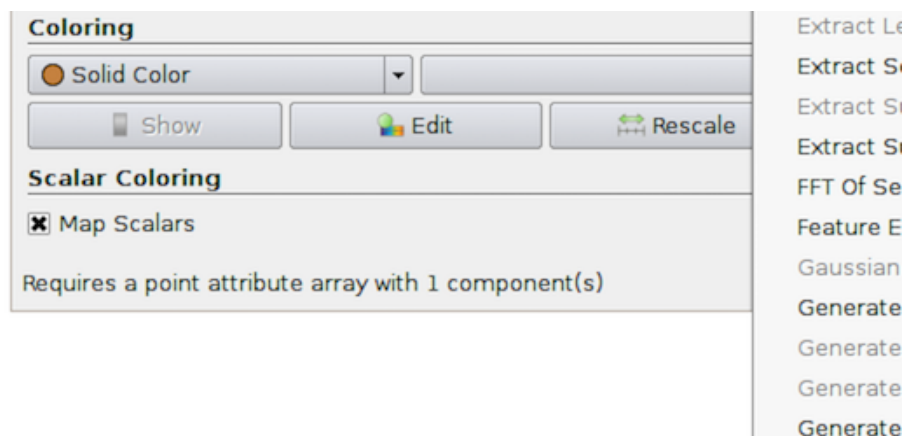 Coloring
Solid Color
Show Edit Rescale
Scalar Coloring
Map Scalars
Requires a point attribute array with 1 component(s)
Extract
Extract
Extract
Extract
FFT Of
Feature
Gaussian
Generate
Generate
Generate
Generate